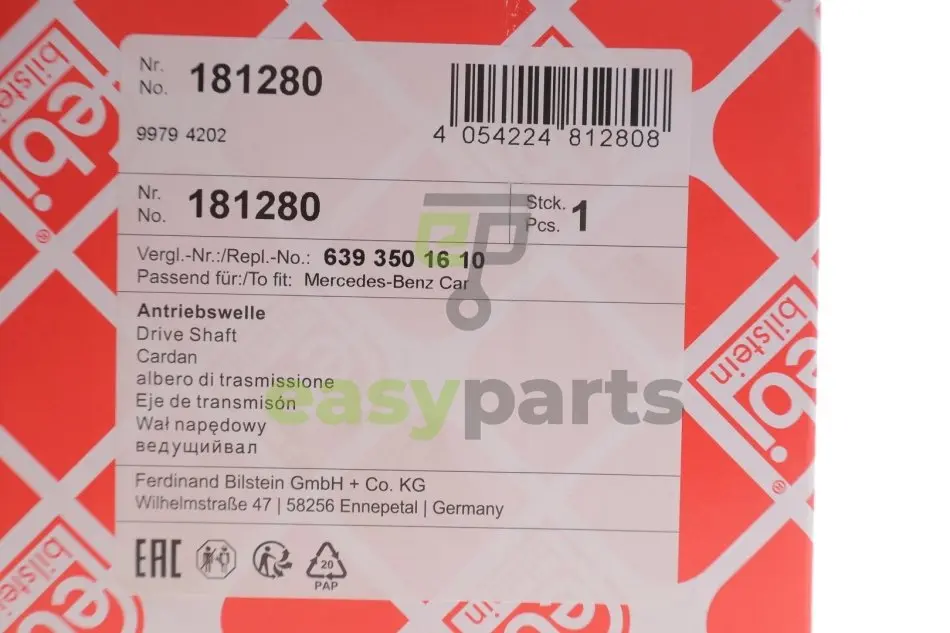 Nr.
No. 181280
4 054224 812808
9979 4202
Nr.
No. 181280
Stck.
Pcs. 1
Vergl.-Nr.:/Repl.-No.: 639 350 16 10
Passend für:/To fit: Mercedes-Benz Car
Antriebswelle
Drive Shaft
Cardan
albero di trasmissione
Eje de transmisón
Wał napędowy
ведущийвал
easyparts
Ferdinand Bilstein GmbH + Co. KG
Wilhelmstraße 47 | 58256 Ennepetal | Germany
EAC
20
PAP
febi
bilstein
febi
bilstein
bilstein
bilstein